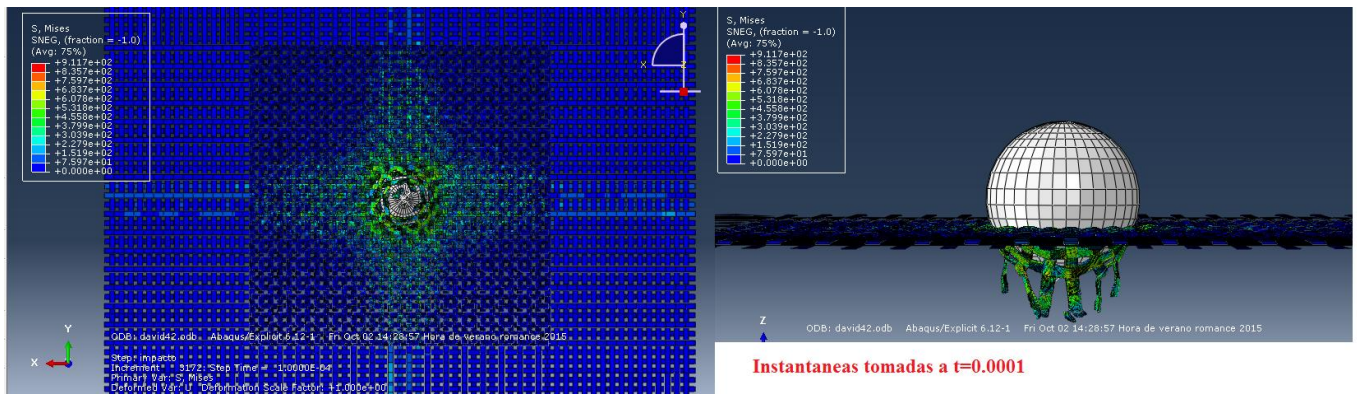 S, Mises
SNEG, (fraction = -1.0)
(Avg: 75%)
+9.117e+02
+8.357e+02
+7.597e+02
+6.837e+02
+6.078e+02
+5.318e+02
+4.558e+02
+3.799e+02
+3.039e+02
+2.279e+02
+1.519e+02
+7.597e+01
+0.000e+00
Y
X
Z
ODB: david42.odb Abaqus/Explicit 6.12-1 Fri Oct 02 14:28:57 Hora de verano romance 2015
Step: impacto
Increment 3172: Step Time = 1.0000E-04
Primary Var: S, Mises
Deformed Var: U Deformation Scale Factor: +1.000e+00
Y
X
S, Mises
SNEG, (fraction = -1.0)
(Avg: 75%)
+9.117e+02
+8.357e+02
+7.597e+02
+6.837e+02
+6.078e+02
+5.318e+02
+4.558e+02
+3.799e+02
+3.039e+02
+2.279e+02
+1.519e+02
+7.597e+01
+0.000e+00
ODB: david42.odb Abaqus/Explicit 6.12-1 Fri Oct 02 14:28:57 Hora de verano romance 2015
Z
Instantaneas tomadas a t=0.0001